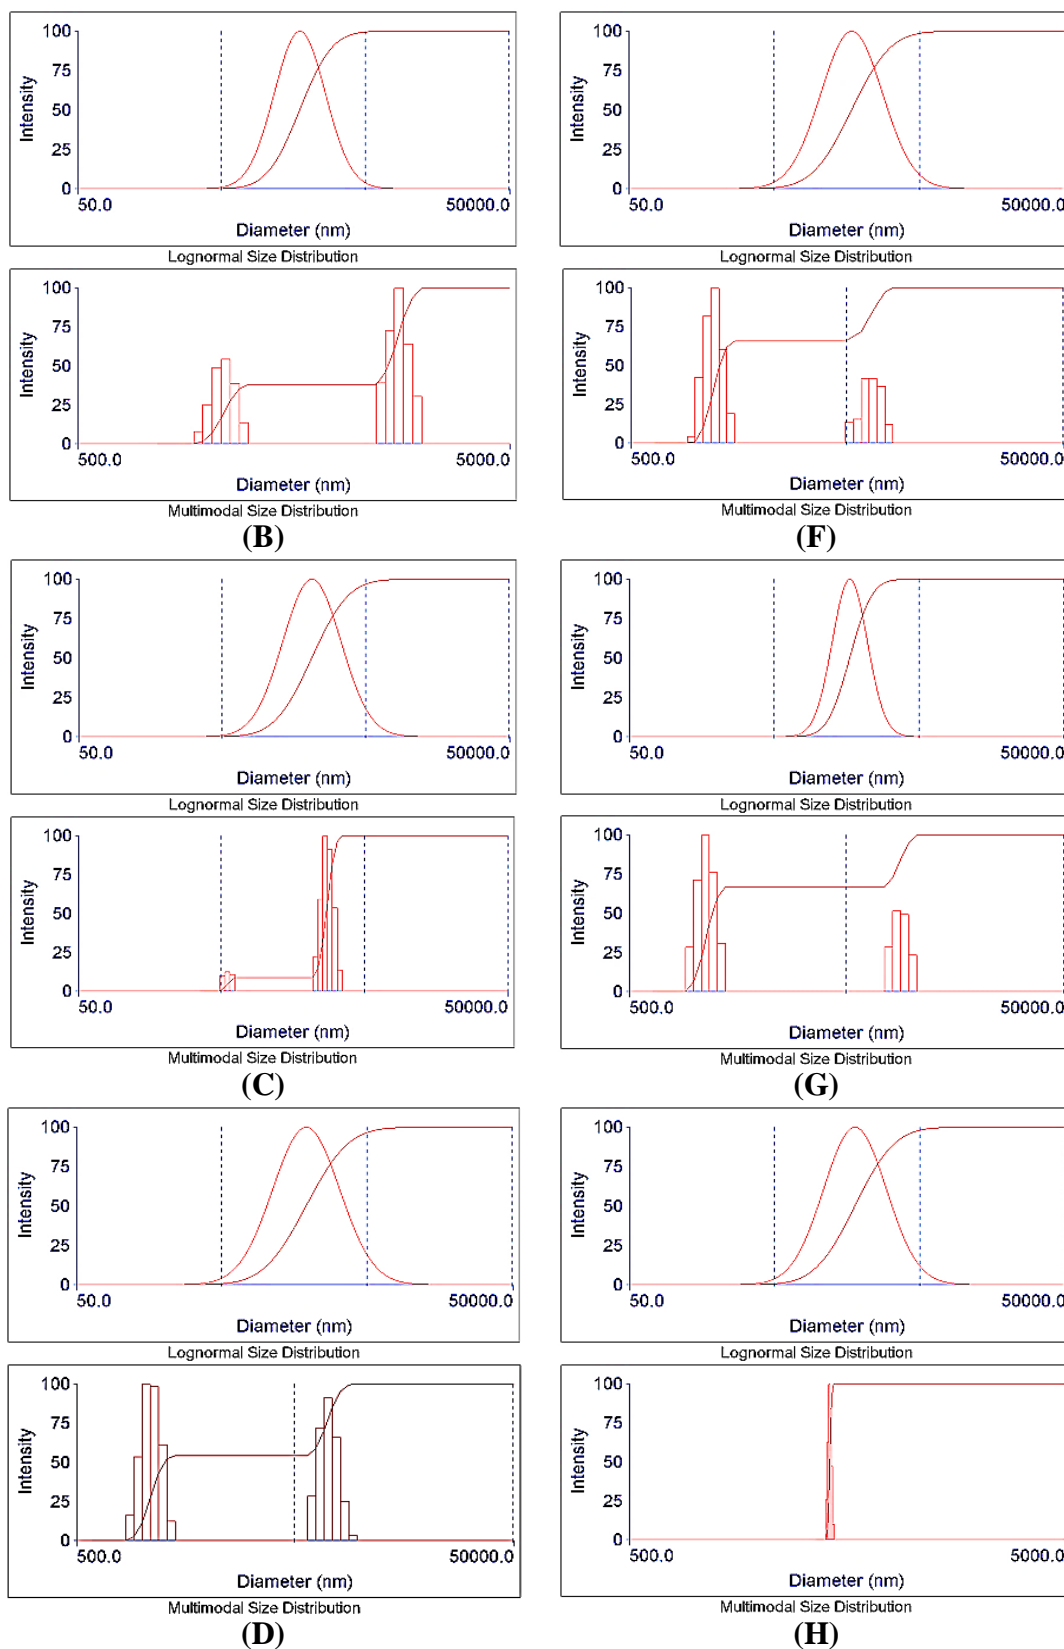 100
75
50
25
0
Intensity
50.0
50000.0
Diameter (nm)
Lognormal Size Distribution
100
75
50
25
0
Intensity
500.0
5000.0
Diameter (nm)
Multimodal Size Distribution
(B)
100
75
50
25
0
Intensity
50.0
50000.0
Diameter (nm)
Lognormal Size Distribution
100
75
50
25
0
Intensity
500.0
50000.0
Diameter (nm)
Multimodal Size Distribution
(F)
100
75
50
25
0
Intensity
50.0
50000.0
Diameter (nm)
Lognormal Size Distribution
100
75
50
25
0
Intensity
50.0
50000.0
Diameter (nm)
Multimodal Size Distribution
(C)
100
75
50
25
0
Intensity
50.0
50000.0
Diameter (nm)
Lognormal Size Distribution
100
75
50
25
0
Intensity
500.0
50000.0
Diameter (nm)
Multimodal Size Distribution
(G)
100
75
50
25
0
Intensity
50.0
50000.0
Diameter (nm)
Lognormal Size Distribution
100
75
50
25
0
Intensity
500.0
50000.0
Diameter (nm)
Multimodal Size Distribution
(D)
100
75
50
25
0
Intensity
50.0
50000.0
Diameter (nm)
Lognormal Size Distribution
100
75
50
25
0
Intensity
500.0
5000.0
Diameter (nm)
Multimodal Size Distribution
(H)